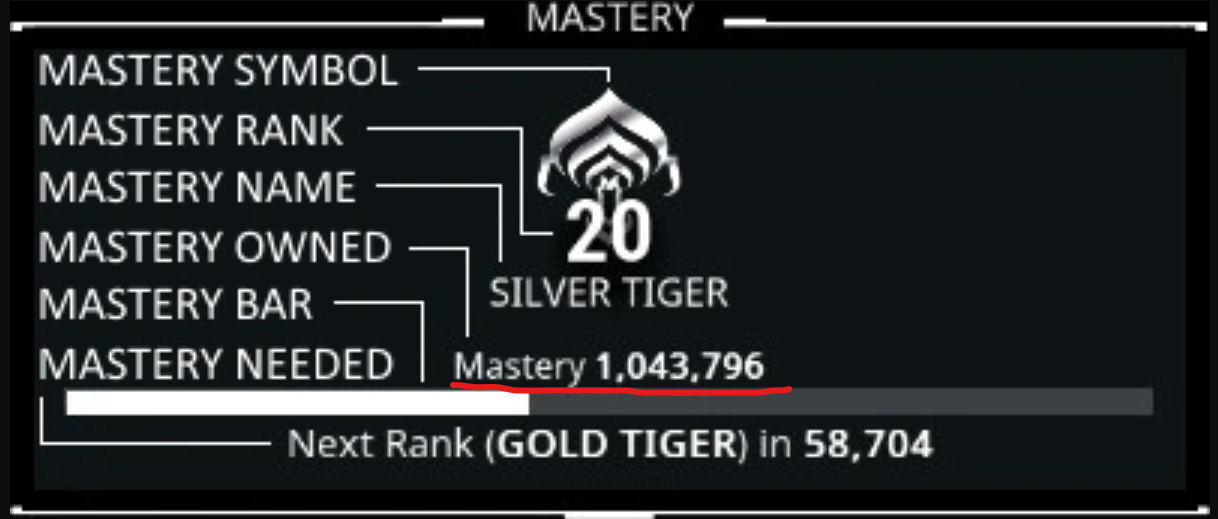 MASTERY
MASTERY SYMBOL
MASTERY RANK
MASTERY NAME
20
MASTERY OWNED
SILVER TIGER
MASTERY BAR
MASTERY NEEDED
Mastery 1,043,796
Next Rank (GOLD TIGER) in 58,704